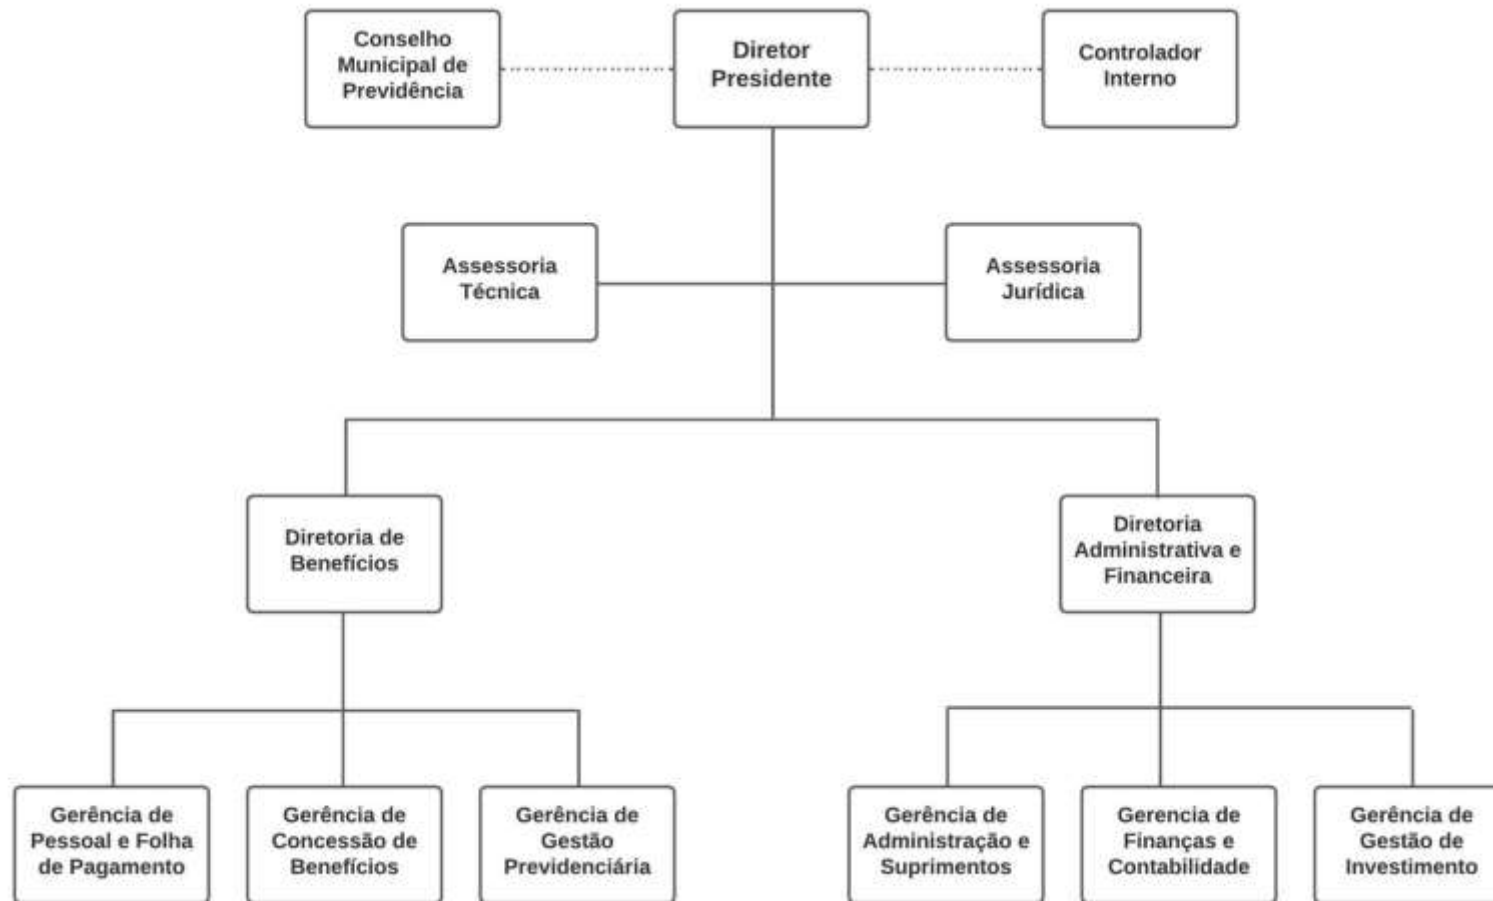 Conselho
Municipal de
Previdência
Diretor
Presidente
Controlador
Interno
Assessoria
Técnica
Assessoria
Jurídica
Diretoria de
Benefícios
Diretoria
Administrativa e
Financeira
Gerência de
Pessoal e Folha
de Pagamento
Gerência de
Concessão de
Benefícios
Gerência de
Gestão
Previdenciária
Gerência de
Administração e
Suprimentos
Gerencia de
Finanças e
Contabilidade
Gerência de
Gestão de
Investimento